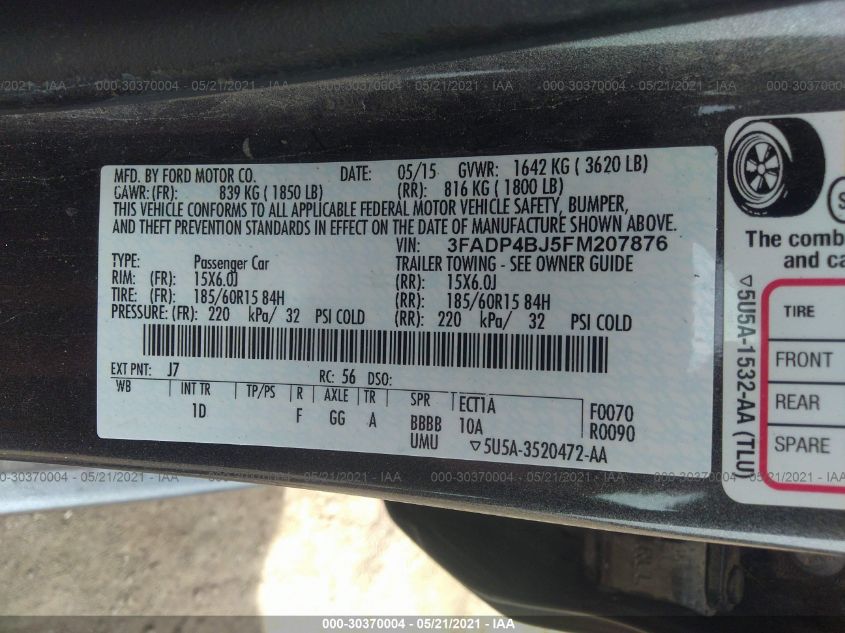 000-30370004 - 05/21/2021 - IAA
MFD. BY FORD MOTOR CO. DATE: 05/15 GVWR: 1642 KG ( 3620 LB)
GAWR:(FR): 839 KG ( 1850 LB) (RR): 816 KG ( 1800 LB)
THIS VEHICLE CONFORMS TO ALL APPLICABLE FEDERAL MOTOR VEHICLE SAFETY, BUMPER,
AND THEFT PREVENTION STANDARDS IN EFFECT ON THE DATE OF MANUFACTURE SHOWN ABOVE.
VIN: 3FADP4BJ5FM207876
TYPE: Passenger Car TRAILER TOWING - SEE OWNER GUIDE
RIM: (FR): 15X6.0J (RR): 15X6.0J
TIRE: (FR): 185/60R15 84H (RR): 185/60R15 84H
PRESSURE: (FR): 220 kPa/ 32 PSI COLD (RR): 220 kPa/ 32 PSI COLD
EXT PNT: J7 RC: 56 DSO:
WB INT TR TP/PS R AXLE TR SPR ECT1A F0070
1D F GG A BBBB 10A R0090
UMU ▽5U5A-3520472-AA
The comb
and ca
▽5U5A-1532-AA (TLU)
TIRE
FRONT
REAR
SPARE
000-30370004 - 05/21/2021 - IAA
000-30370004 - 05/21/2021 - IAA